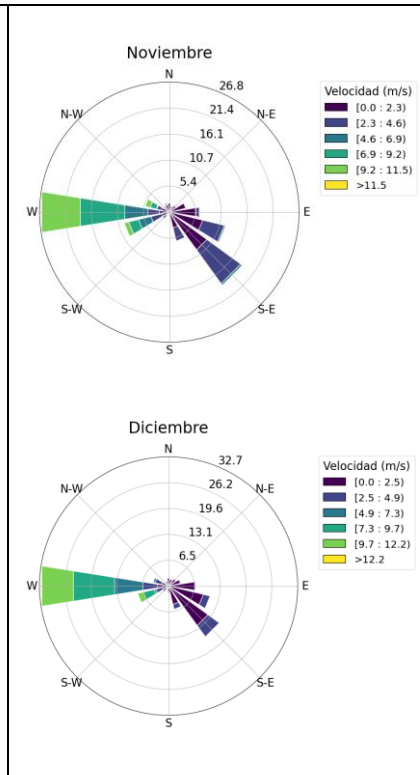 Noviembre
N
N-E
E
S-E
S
S-W
W
N-W
26.8
21.4
16.1
10.7
5.4
Velocidad (m/s)
[0.0 : 2.3)
[2.3 : 4.6)
[4.6 : 6.9)
[6.9 : 9.2)
[9.2 : 11.5)
>11.5
Diciembre
N
N-E
E
S-E
S
S-W
W
N-W
32.7
26.2
19.6
13.1
6.5
Velocidad (m/s)
[0.0 : 2.5)
[2.5 : 4.9)
[4.9 : 7.3)
[7.3 : 9.7)
[9.7 : 12.2)
>12.2